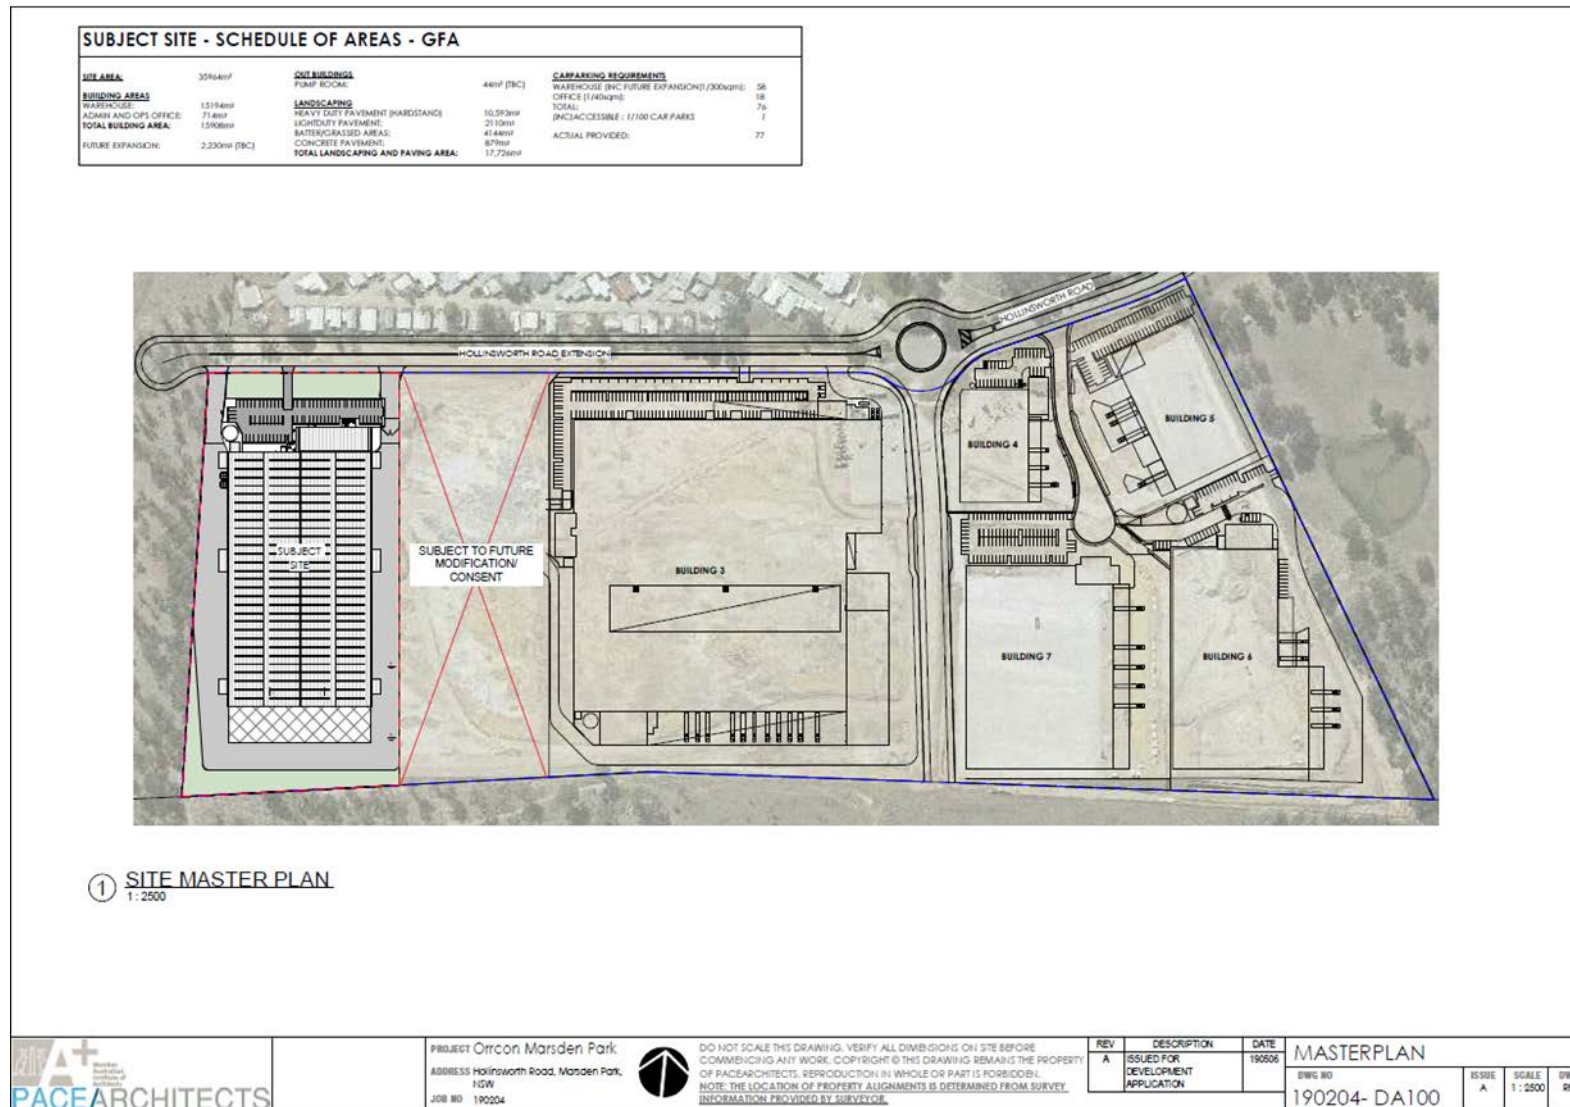 SUBJECT SITE - SCHEDULE OF AREAS - GFA
SITE AREA: 35964m²
BUILDING AREAS
WAREHOUSE: 15194m²
ADMIN AND OPS OFFICE: 714m²
TOTAL BUILDING AREA: 15908m²
FUTURE EXPANSION: 2,230m² (TBC)
OUT BUILDINGS
PUMP ROOM: 44m² (TBC)
LANDSCAPING
HEAVY DUTY PAVEMENT (HARDSTAND) 10,593m²
LIGHTDUTY PAVEMENT: 2110m²
BATTER/GRASSED AREAS: 4144m²
CONCRETE PAVEMENT: 879m²
TOTAL LANDSCAPING AND PAVING AREA: 17,726m²
CARPARKING REQUIREMENTS
WAREHOUSE (INC FUTURE EXPANSION(1/300sqm): 58
OFFICE (1/40sqm): 18
TOTAL: 76
(INC)ACCESSIBLE : 1/100 CAR PARKS 1
ACTUAL PROVIDED: 77
HOLLINSWORTH ROAD
HOLLINSWORTH ROAD EXTENSION
BUILDING 5
BUILDING 4
SUBJECT
SITE
SUBJECT TO FUTURE
MODIFICATION/
CONSENT
BUILDING 3
BUILDING 7
BUILDING 6
1 SITE MASTER PLAN
1 : 2500
A+
Member
Australian
Institute of
Architects
PACEARCHITECTS
PROJECT Orrcon Marsden Park
ADDRESS Hollinsworth Road, Marsden Park,
NSW
JOB NO 190204
DO NOT SCALE THIS DRAWING. VERIFY ALL DIMENSIONS ON SITE BEFORE
COMMENCING ANY WORK. COPYRIGHT © THIS DRAWING REMAINS THE PROPERTY
OF PACEARCHITECTS. REPRODUCTION IN WHOLE OR PART IS FORBIDDEN.
NOTE: THE LOCATION OF PROPERTY ALIGNMENTS IS DETERMINED FROM SURVEY
INFORMATION PROVIDED BY SURVEYOR.
REV DESCRIPTION DATE
A ISSUED FOR 190506
DEVELOPMENT
APPLICATION
MASTERPLAN
DWG NO ISSUE SCALE
190204- DA100 A 1 : 2500